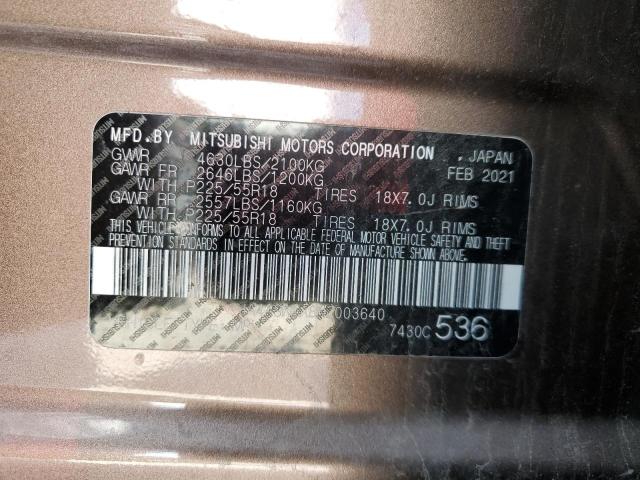 MFD.BY MITSUBISHI MOTORS CORPORATION . JAPAN
GVWR 4630LBS/2100KG FEB 2021
GAWR FR 2646LBS/1200KG
WITH P225/55R18 TIRES 18X7.0J RIMS
GAWR RR 2557LBS/1160KG
WITH P225/55R18 TIRES 18X7.0J RIMS
THIS VEHICLE CONFORMS TO ALL APPLICABLE FEDERAL MOTOR VEHICLE SAFETY AND THEFT
PREVENTION STANDARDS IN EFFECT ON THE DATE OF MANUFACTURE SHOWN ABOVE.
003640
7430C 536